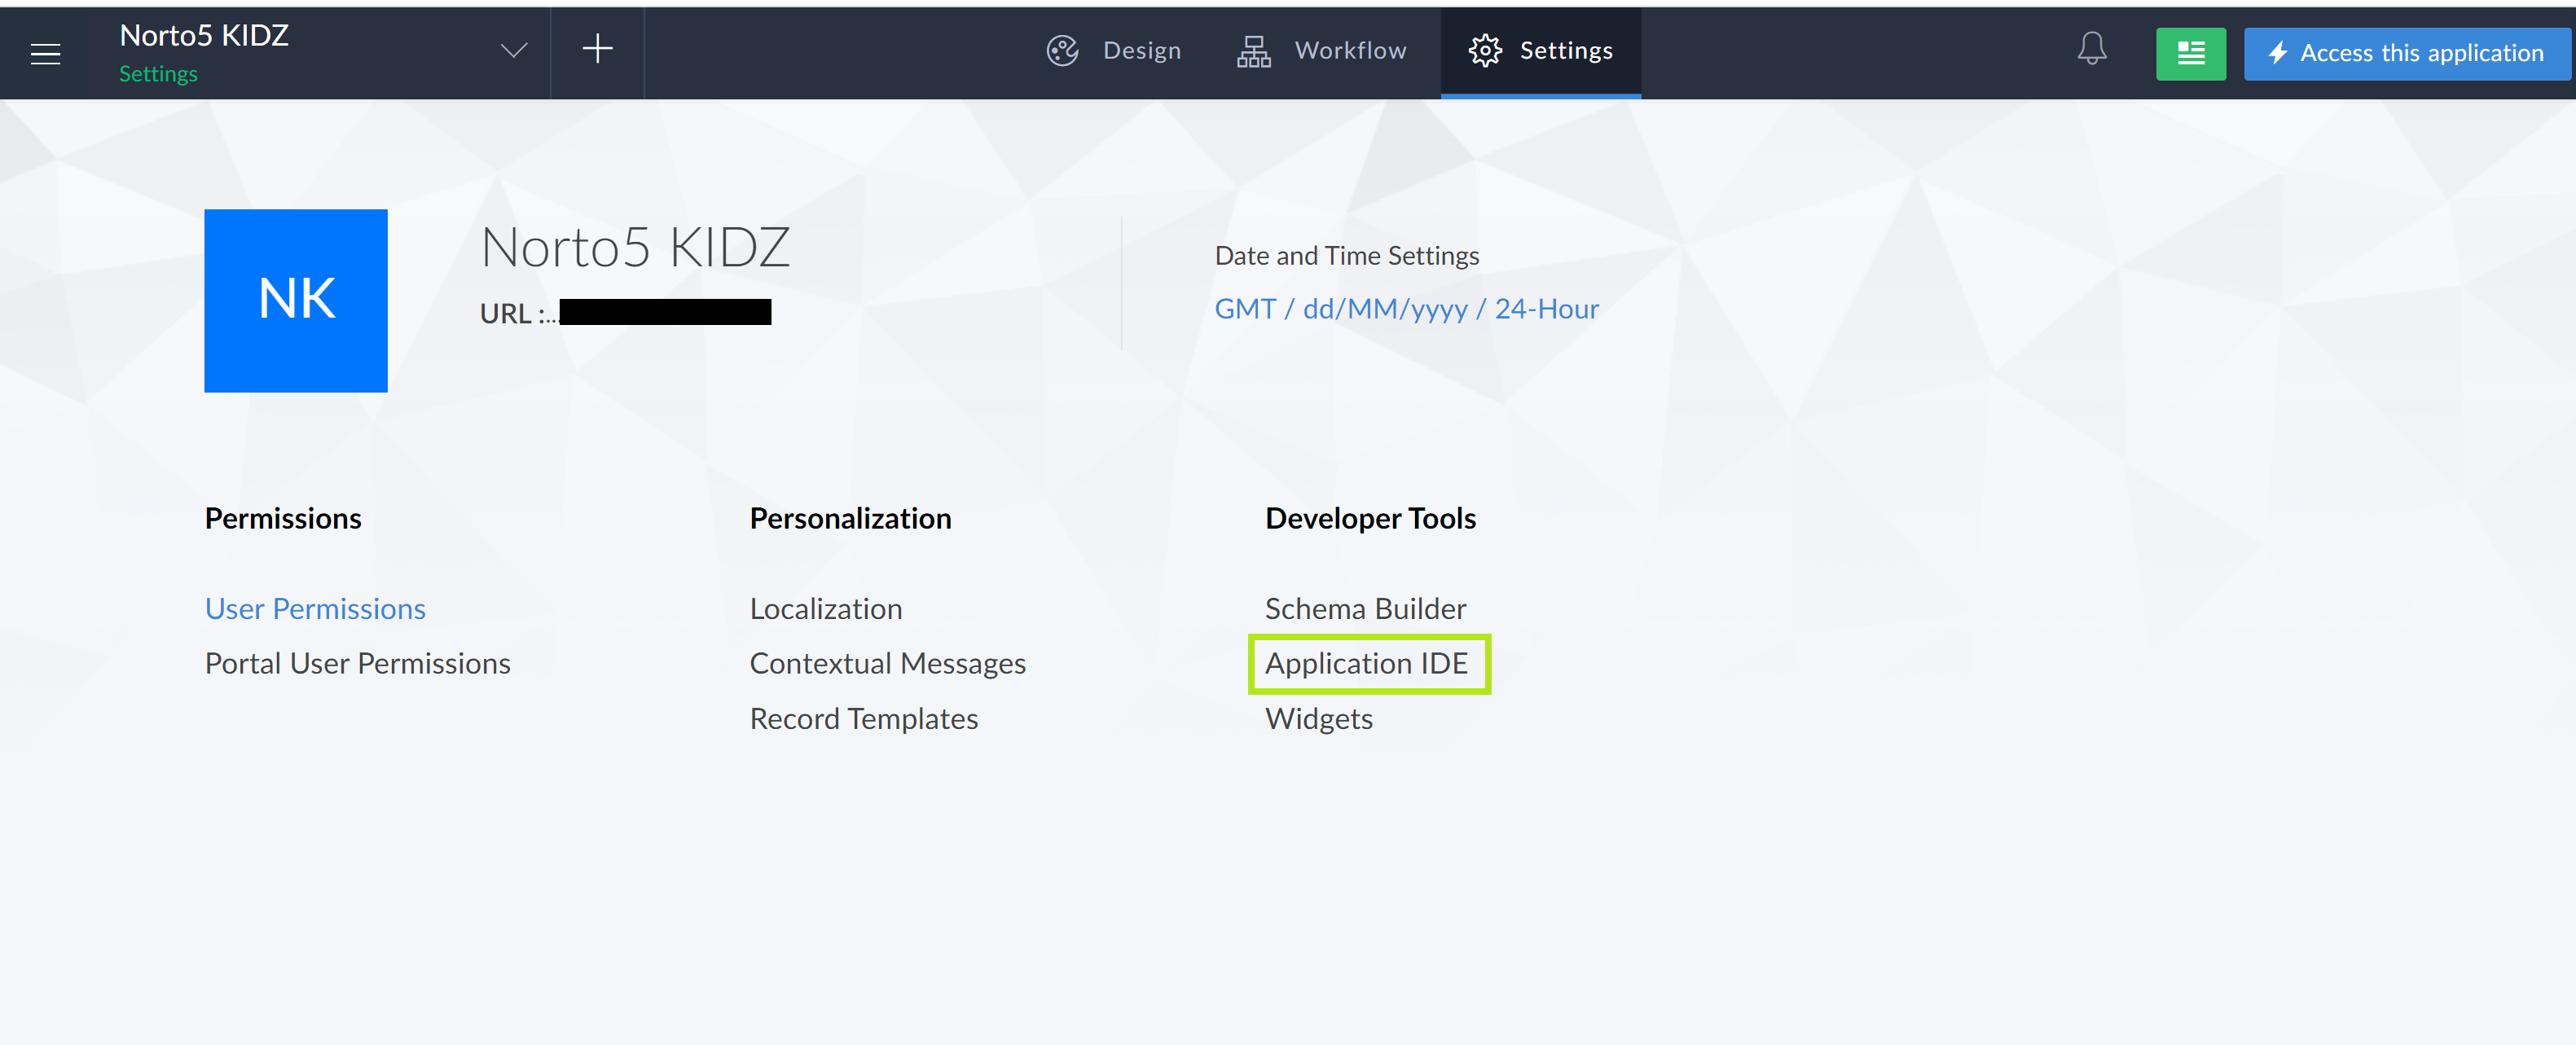 Norto5 KIDZ
Settings
Design
Workflow
Settings
Access this application
NK
Norto5 KIDZ
URL :...
Date and Time Settings
GMT / dd/MM/yyyy / 24-Hour
Permissions
User Permissions
Portal User Permissions
Personalization
Localization
Contextual Messages
Record Templates
Developer Tools
Schema Builder
Application IDE
Widgets